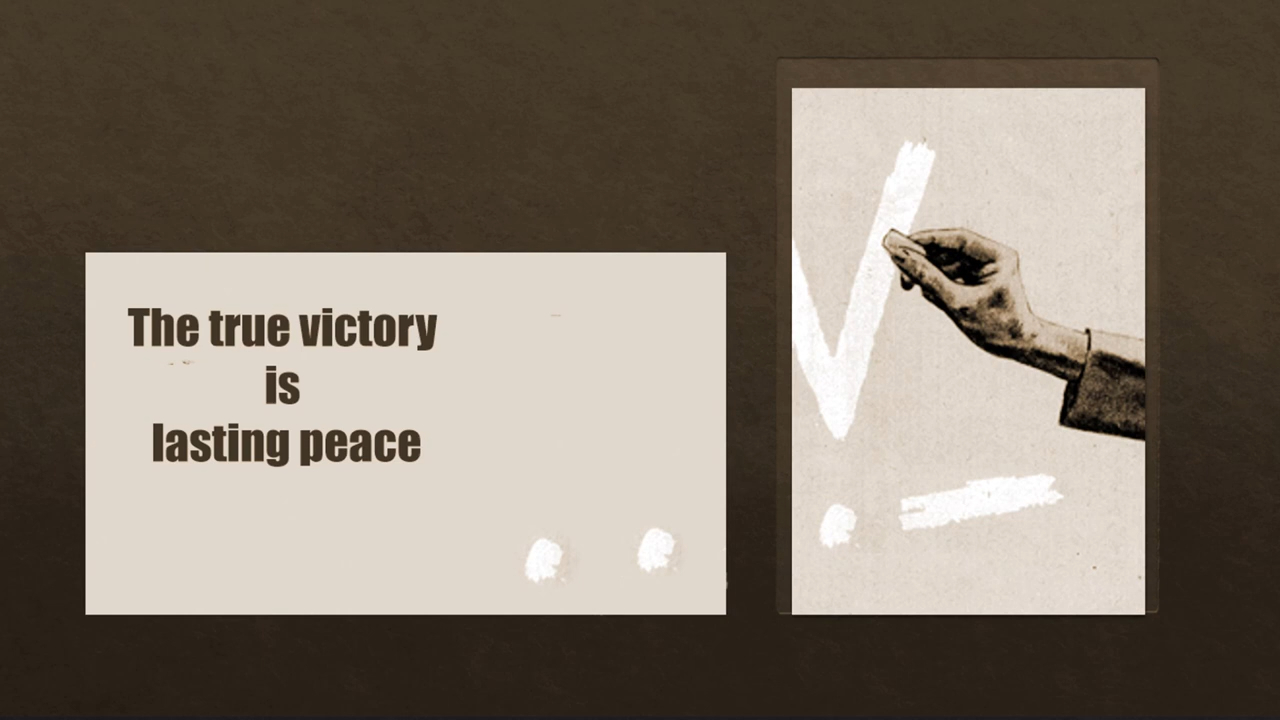 The true victory
is
lasting peace
V
. . . –